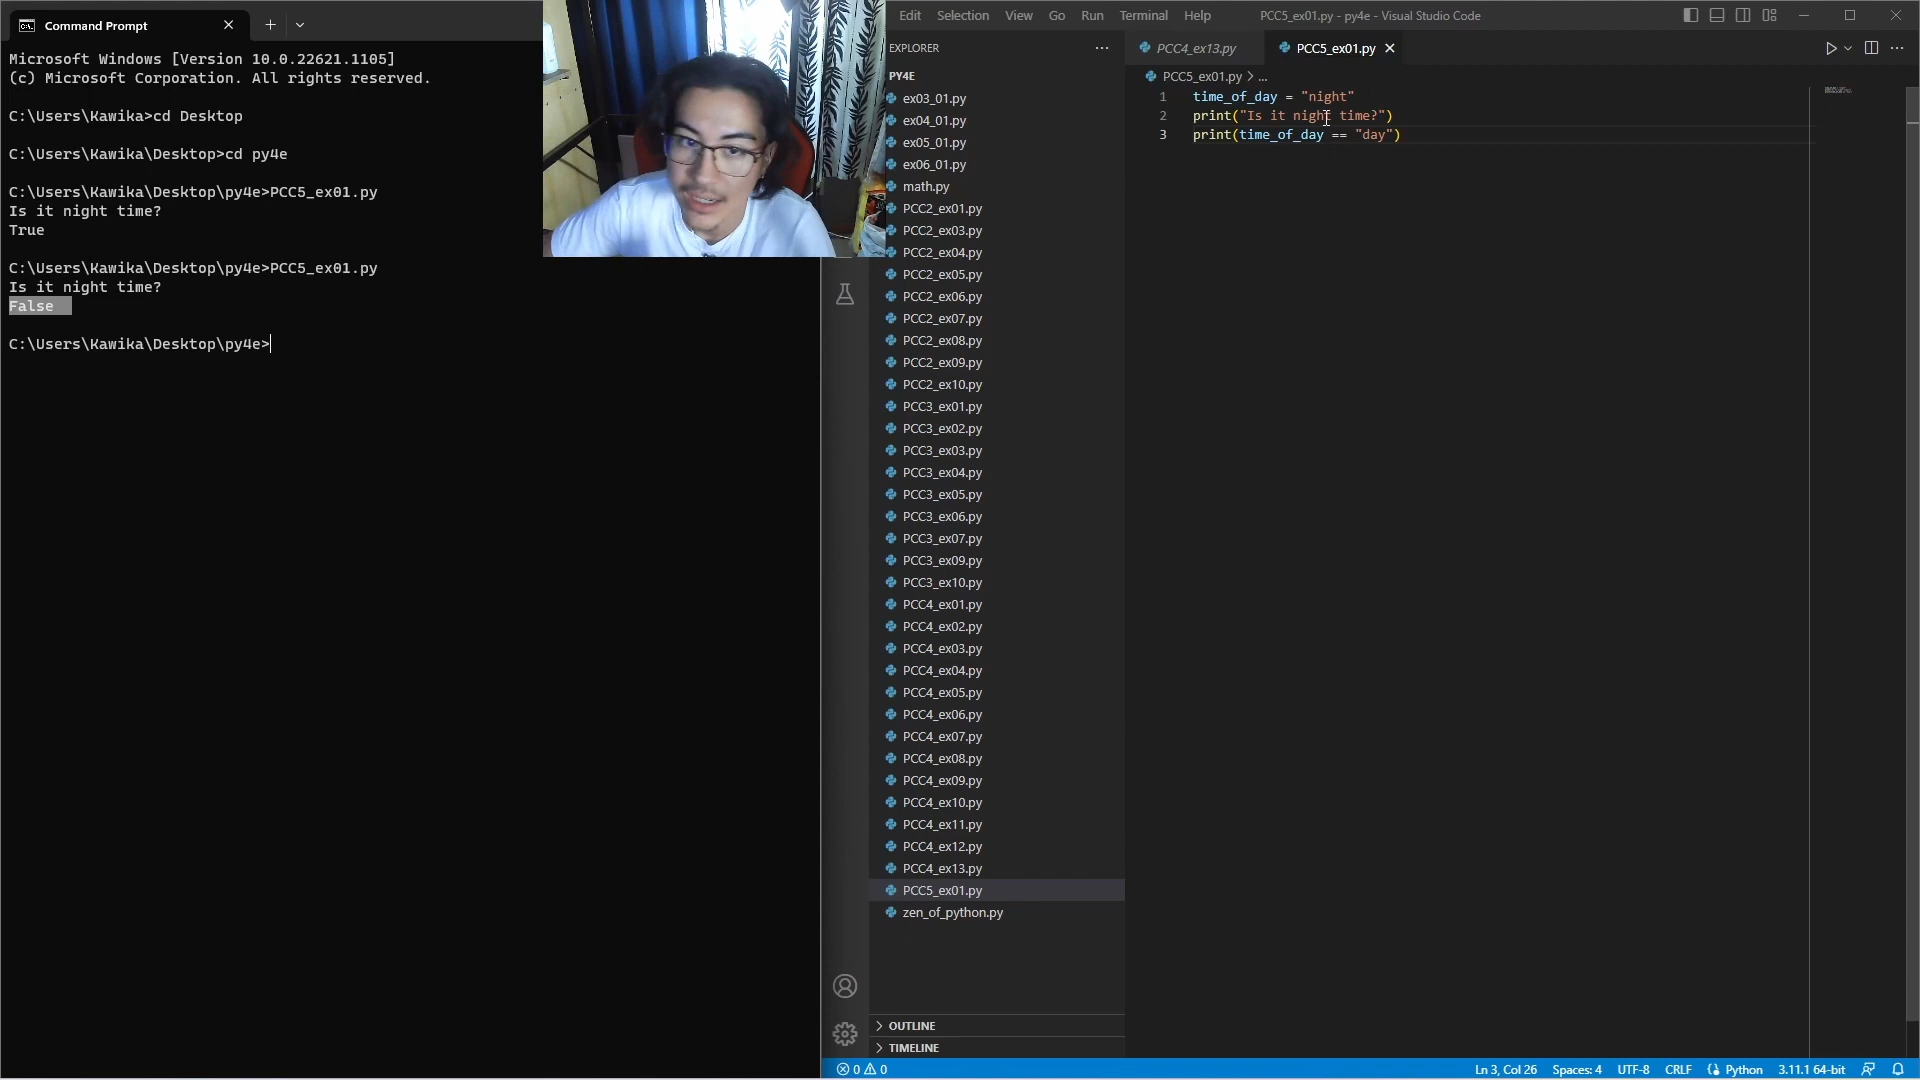 Command Prompt
Microsoft Windows [Version 10.0.22621.1105]
(c) Microsoft Corporation. All rights reserved.
C:\Users\Kawika>cd Desktop
C:\Users\Kawika\Desktop>cd py4e
C:\Users\Kawika\Desktop\py4e>PCC5_ex01.py
Is it night time?
True
C:\Users\Kawika\Desktop\py4e>PCC5_ex01.py
Is it night time?
False
C:\Users\Kawika\Desktop\py4e>
Edit Selection View Go Run Terminal Help PCC5_ex01.py - py4e - Visual Studio Code
EXPLORER
PY4E
ex03_01.py
ex04_01.py
ex05_01.py
ex06_01.py
math.py
PCC2_ex01.py
PCC2_ex03.py
PCC2_ex04.py
PCC2_ex05.py
PCC2_ex06.py
PCC2_ex07.py
PCC2_ex08.py
PCC2_ex09.py
PCC2_ex10.py
PCC3_ex01.py
PCC3_ex02.py
PCC3_ex03.py
PCC3_ex04.py
PCC3_ex05.py
PCC3_ex06.py
PCC3_ex07.py
PCC3_ex09.py
PCC3_ex10.py
PCC4_ex01.py
PCC4_ex02.py
PCC4_ex03.py
PCC4_ex04.py
PCC4_ex05.py
PCC4_ex06.py
PCC4_ex07.py
PCC4_ex08.py
PCC4_ex09.py
PCC4_ex10.py
PCC4_ex11.py
PCC4_ex12.py
PCC4_ex13.py
PCC5_ex01.py
zen_of_python.py
OUTLINE
TIMELINE
PCC4_ex13.py PCC5_ex01.py
PCC5_ex01.py > ...
1 time_of_day = "night"
2 print("Is it night time?")
3 print(time_of_day == "day")
0 0 Ln 3, Col 26 Spaces: 4 UTF-8 CRLF Python 3.11.1 64-bit